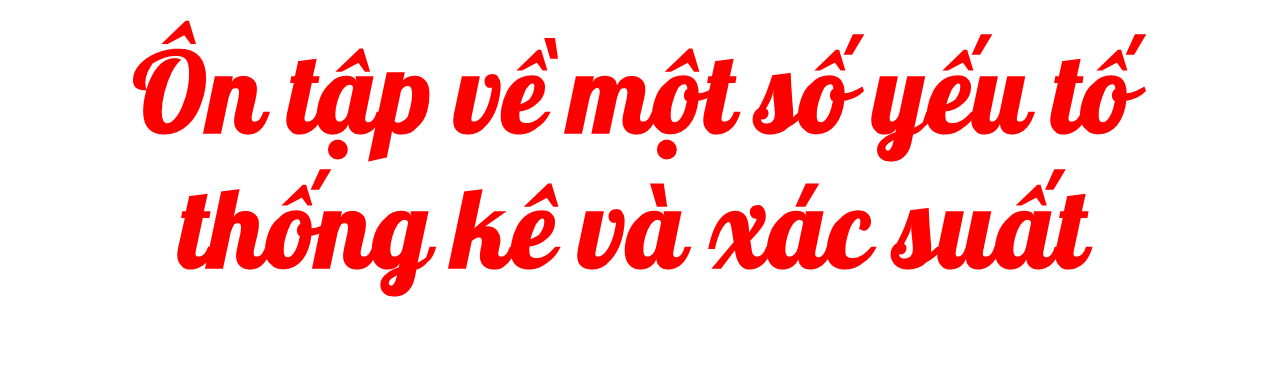 Ôn tập về một số yếu tố
thống kê và xác suất